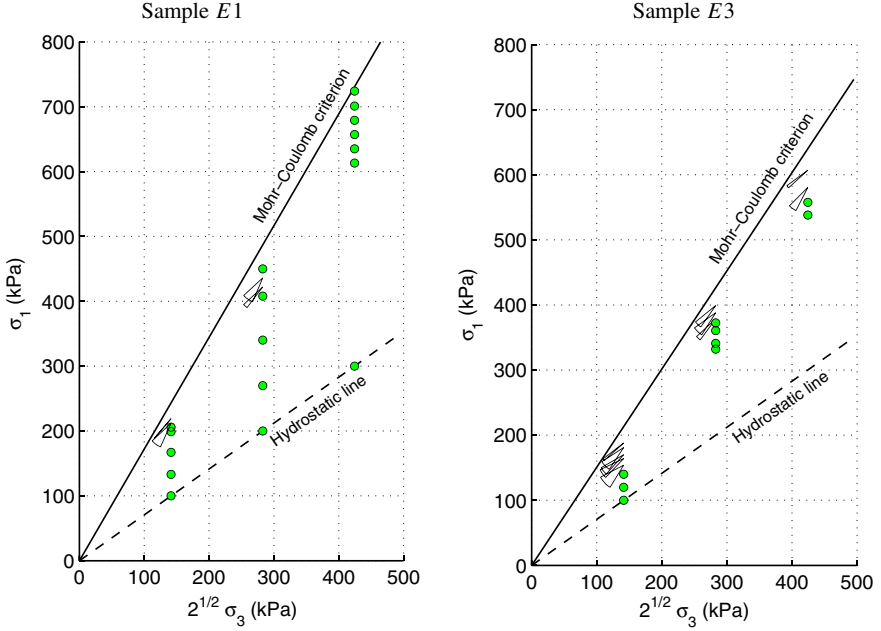 Sample E1
800
700
600
500
400
300
200
100
0
σ₁ (kPa)
Mohr–Coulomb criterion
Hydrostatic line
0 100 200 300 400 500
2^{1/2} σ₃ (kPa)
Sample E3
800
700
600
500
400
300
200
100
0
σ₁ (kPa)
Mohr–Coulomb criterion
Hydrostatic line
0 100 200 300 400 500
2^{1/2} σ₃ (kPa)